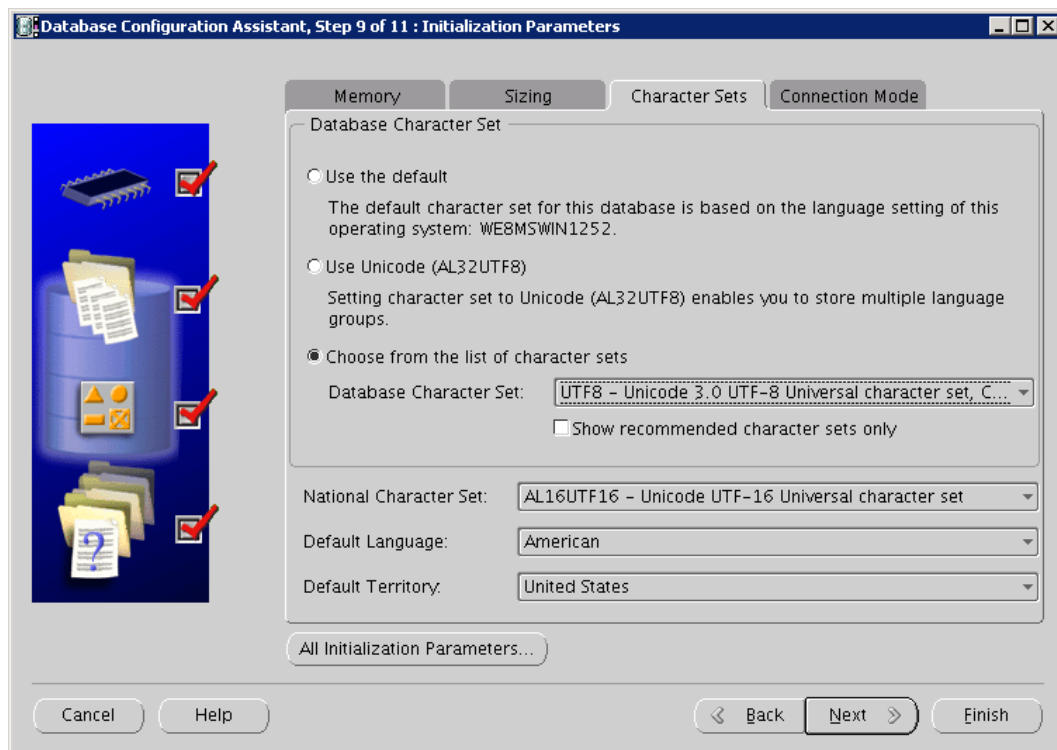 Database Configuration Assistant, Step 9 of 11 : Initialization Parameters
Memory
Sizing
Character Sets
Connection Mode
Database Character Set
Use the default
The default character set for this database is based on the language setting of this
operating system: WE8MSWIN1252.
Use Unicode (AL32UTF8)
Setting character set to Unicode (AL32UTF8) enables you to store multiple language
groups.
Choose from the list of character sets
Database Character Set:
UTF8 - Unicode 3.0 UTF-8 Universal character set, C...
Show recommended character sets only
National Character Set:
AL16UTF16 - Unicode UTF-16 Universal character set
Default Language:
American
Default Territory:
United States
?
All Initialization Parameters...
Cancel
Help
Back
Next
Finish